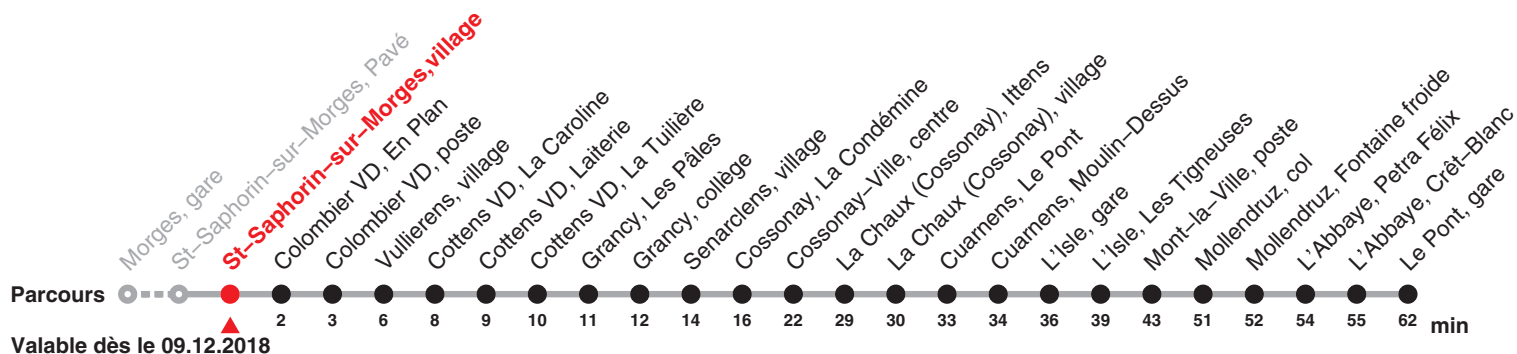 Morges, gare
St–Saphorin–sur–Morges, Pavé
St–Saphorin–sur–Morges,village
Colombier VD, En Plan
Colombier VD, poste
Vullierens, village
Cottens VD, La Caroline
Cottens VD, Laiterie
Cottens VD, La Tuilière
Grancy, Les Pâles
Grancy, collège
Senarclens, village
Cossonay, La Condémine
Cossonay–Ville, centre
La Chaux (Cossonay), Ittens
La Chaux (Cossonay), village
Cuarnens, Le Pont
Cuarnens, Moulin–Dessus
L'Isle, gare
L'Isle, Les Tigneuses
Mont–la–Ville, poste
Mollendruz, col
Mollendruz, Fontaine froide
L'Abbaye, Petra Félix
L'Abbaye, Crêt–Blanc
Le Pont, gare
Parcours
2 3 6 8 9 10 11 12 14 16 22 29 30 33 34 36 39 43 51 52 54 55 62 min
Valable dès le 09.12.2018